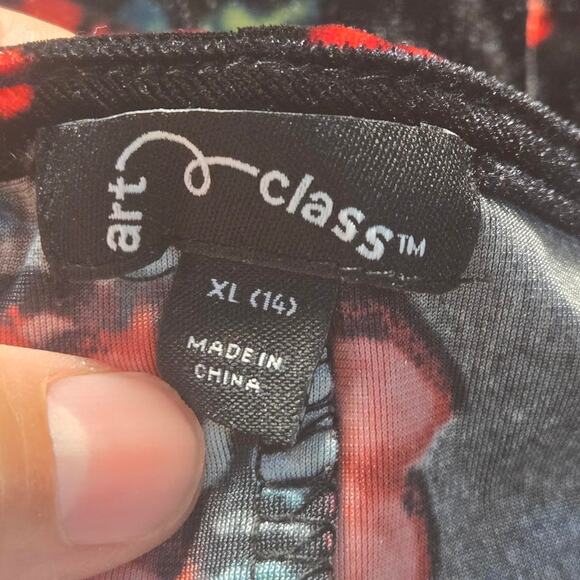 art class™
XL (14)
MADE IN
CHINA